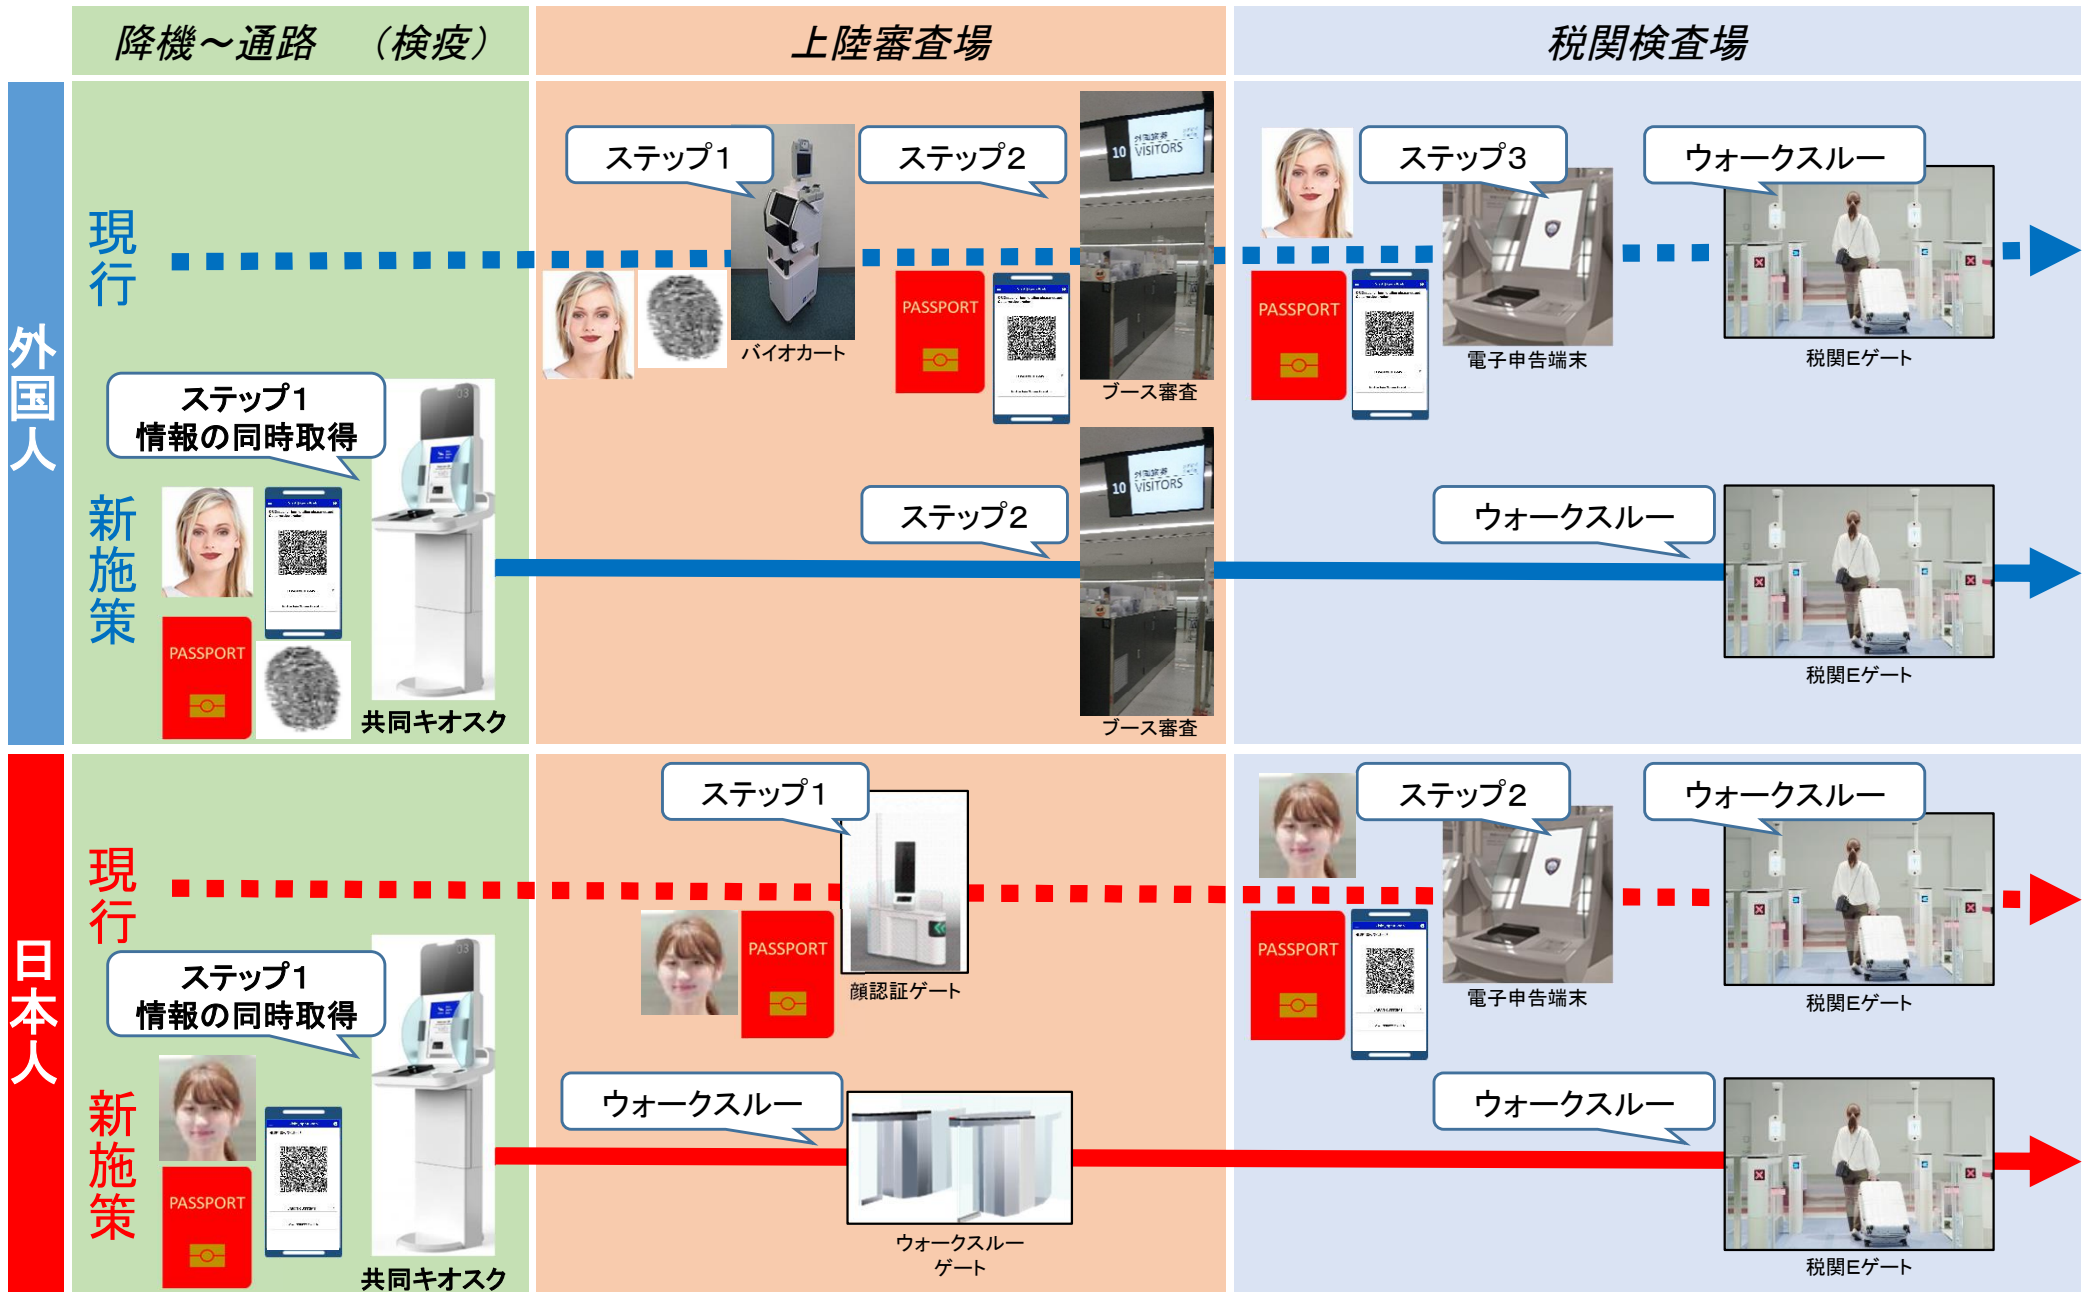 降機～通路　（検疫）
上陸審査場
税関検査場
外国人
現行
ステップ1
バイオカート
PASSPORT
ステップ2
10 VISITORS
ブース審査
PASSPORT
ステップ3
電子申告端末
ウォークスルー
税関Eゲート
新施策
ステップ1
情報の同時取得
PASSPORT
共同キオスク
ステップ2
10 VISITORS
ブース審査
ウォークスルー
税関Eゲート
日本人
現行
ステップ1
PASSPORT
顔認証ゲート
PASSPORT
ステップ2
電子申告端末
ウォークスルー
税関Eゲート
新施策
ステップ1
情報の同時取得
PASSPORT
共同キオスク
ウォークスルー
ウォークスルー
ゲート
ウォークスルー
税関Eゲート